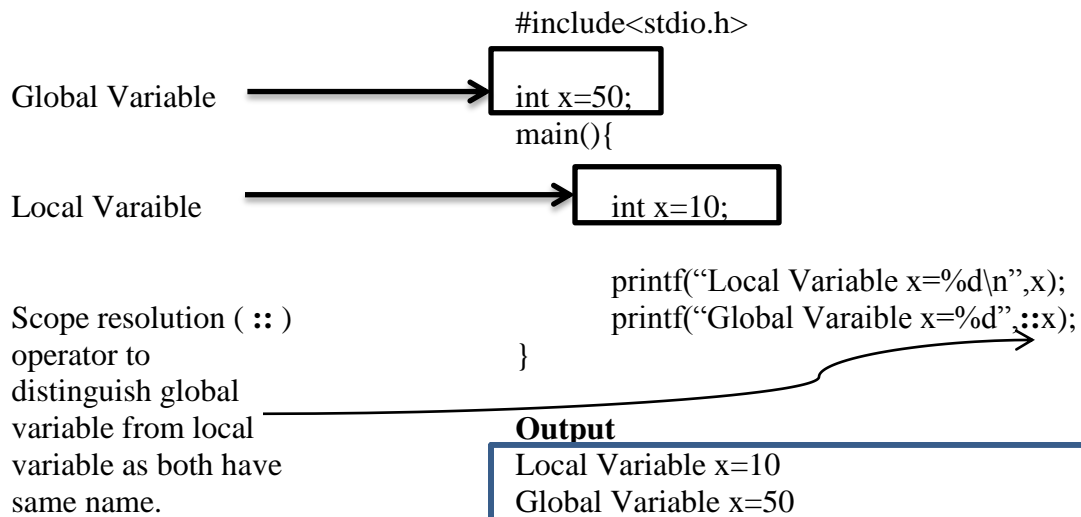 #include<stdio.h>
Global Variable
int x=50;
main(){
Local Varaible
int x=10;
printf(“Local Variable x=%d\n”,x);
Scope resolution ( :: )
printf(“Global Varaible x=%d”,::x);
operator to
}
distinguish global
variable from local
Output
variable as both have
Local Variable x=10
same name.
Global Variable x=50